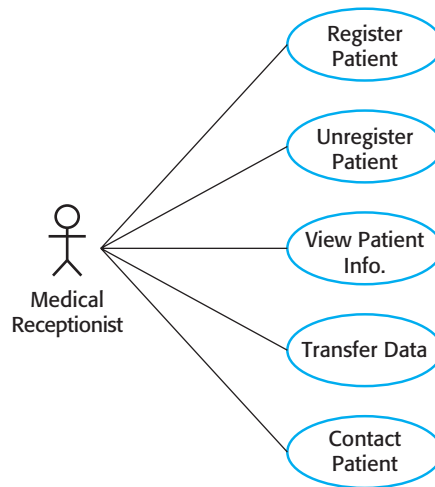 Register
Patient
Unregister
Patient
View Patient
Info.
Medical
Receptionist
Transfer Data
Contact
Patient